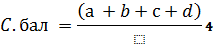 С.бал = (a + b + c + d) / □ 4